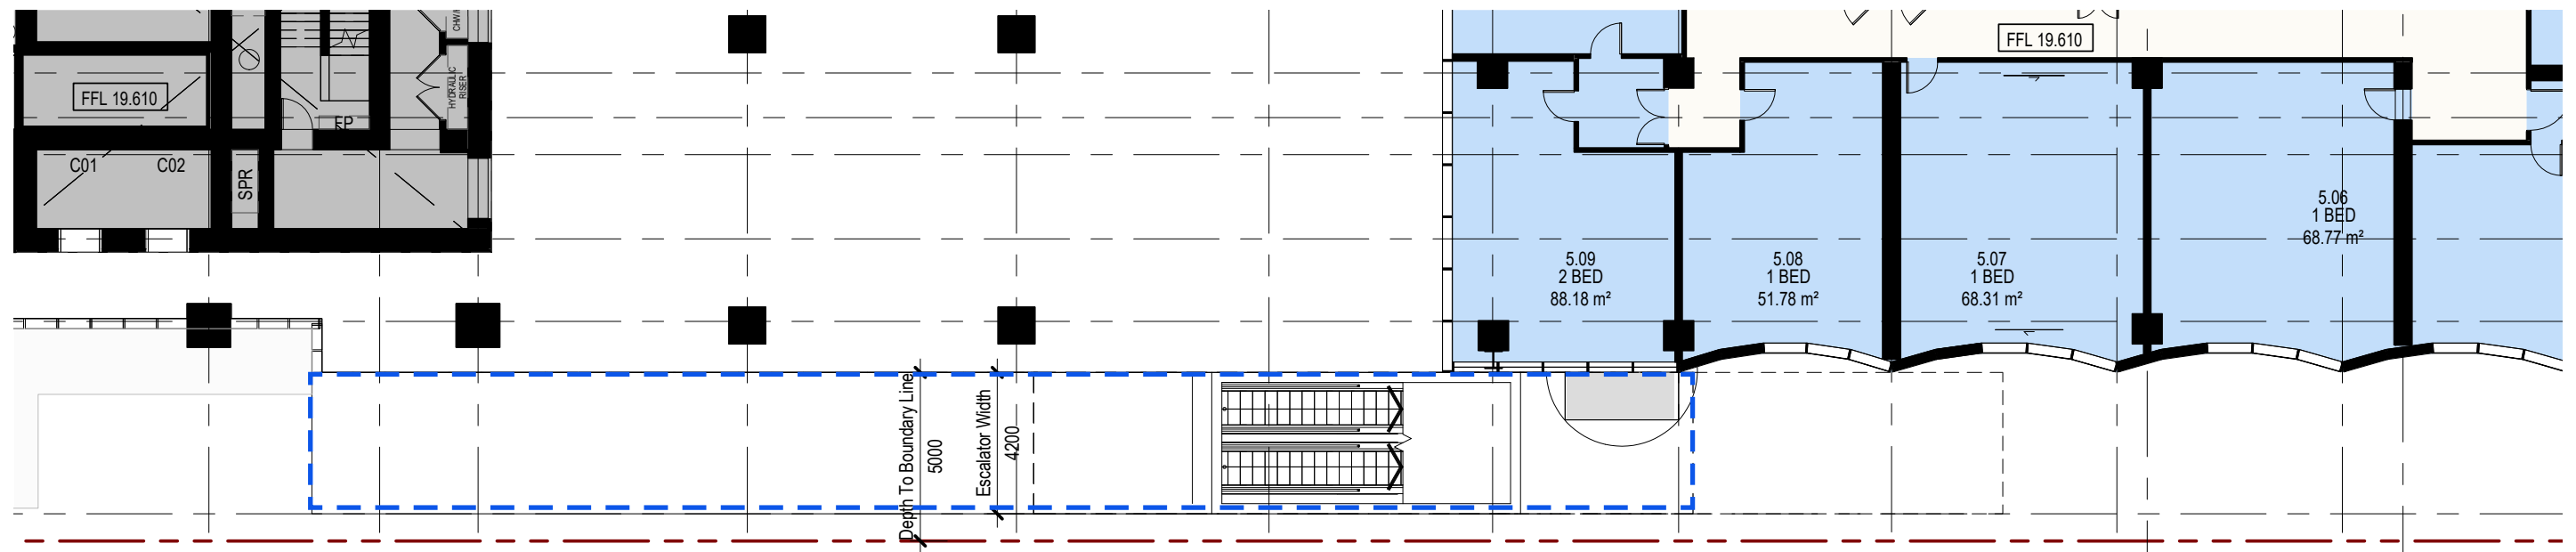 CHW/
HYDRAULIC
RISER
FFL 19.610
FP
C01
C02
SPR
FFL 19.610
5.09
2 BED
88.18 m²
5.08
1 BED
51.78 m²
5.07
1 BED
68.31 m²
5.06
1 BED
68.77 m²
Depth To Boundary Line
5000
Escalator Width
4200